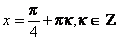 x = π/4 + πκ, κ ∈ Z